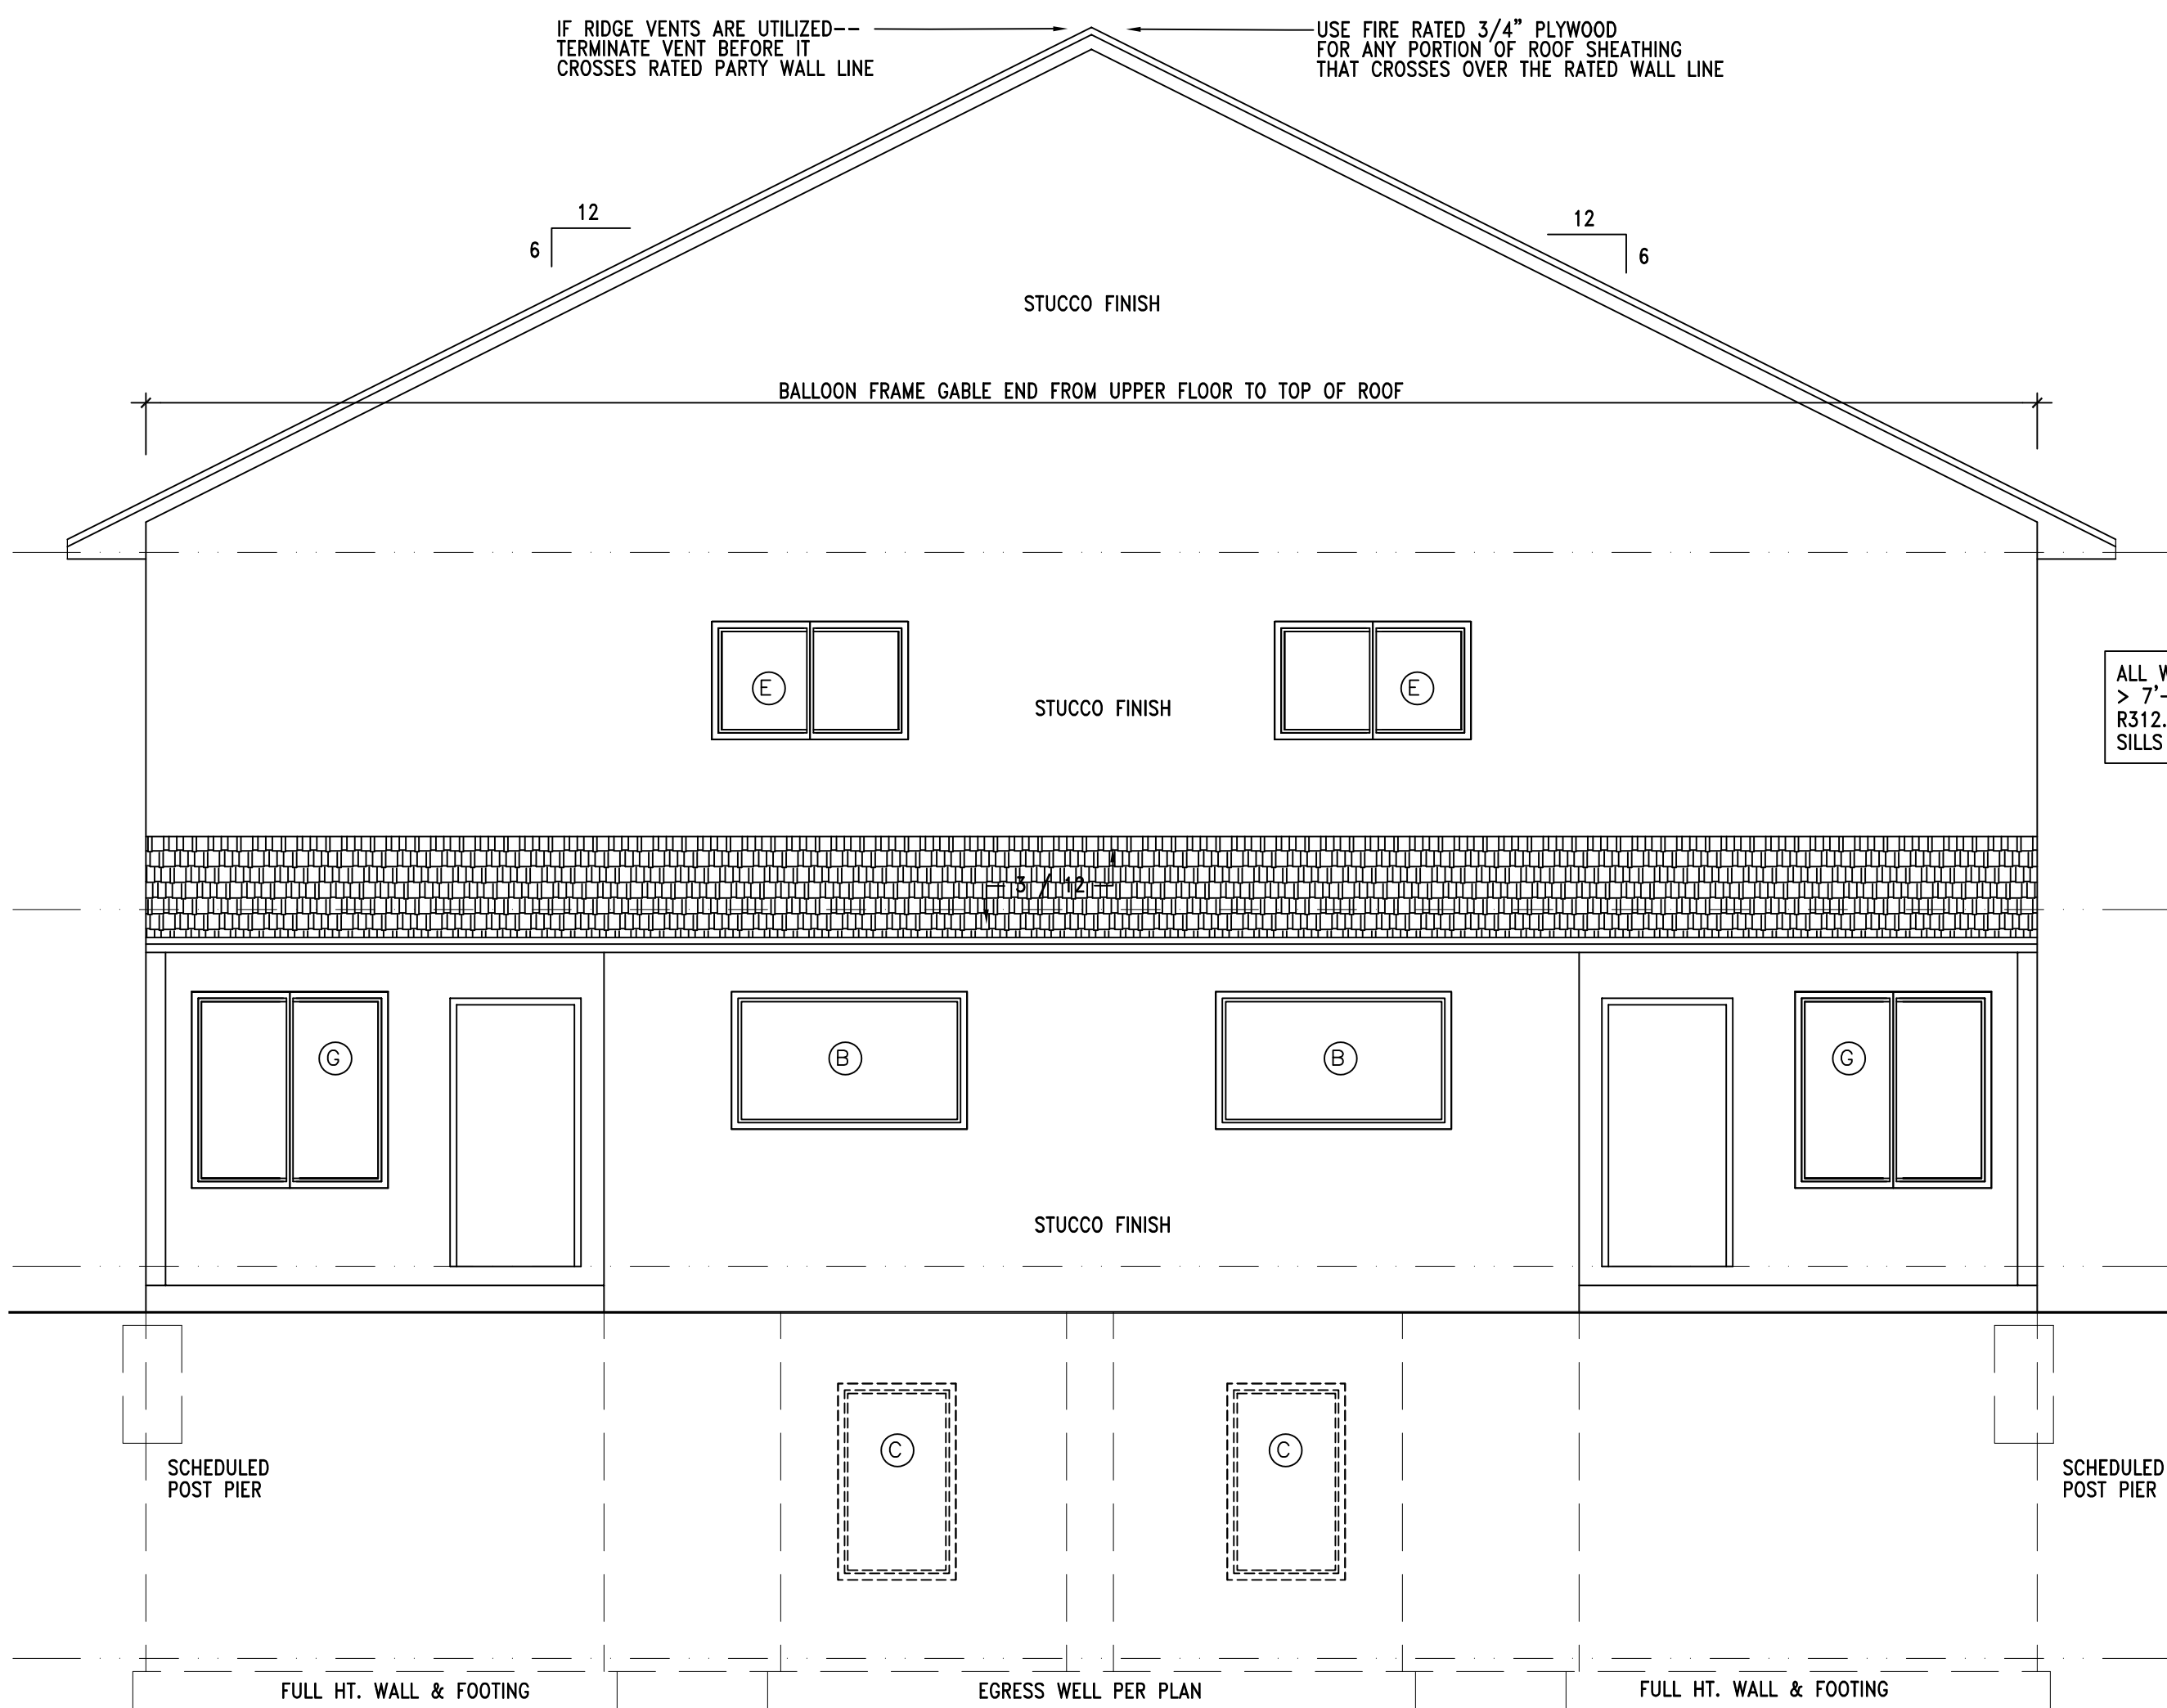 IF RIDGE VENTS ARE UTILIZED--
TERMINATE VENT BEFORE IT
CROSSES RATED PARTY WALL LINE
USE FIRE RATED 3/4” PLYWOOD
FOR ANY PORTION OF ROOF SHEATHING
THAT CROSSES OVER THE RATED WALL LINE
12
6
12
6
STUCCO FINISH
BALLOON FRAME GABLE END FROM UPPER FLOOR TO TOP OF ROOF
E
E
STUCCO FINISH
ALL W
> 7'-
R312.
SILLS
3 / 12
G
B
B
G
STUCCO FINISH
C
C
SCHEDULED
POST PIER
SCHEDULED
POST PIER
FULL HT. WALL & FOOTING
EGRESS WELL PER PLAN
FULL HT. WALL & FOOTING